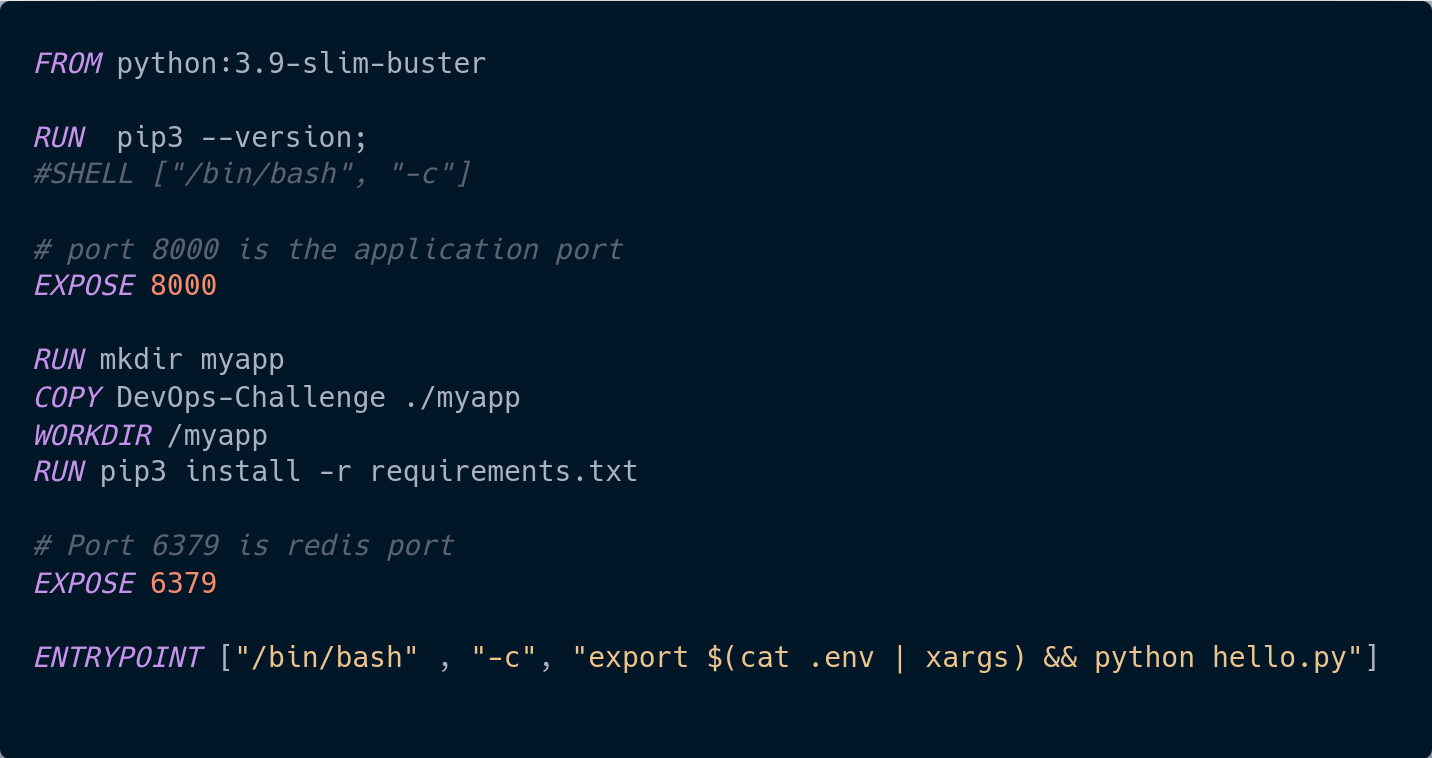 FROM python:3.9-slim-buster
RUN  pip3 --version;
#SHELL ["/bin/bash", "-c"]
# port 8000 is the application port
EXPOSE 8000
RUN mkdir myapp
COPY DevOps-Challenge ./myapp
WORKDIR /myapp
RUN pip3 install -r requirements.txt
# Port 6379 is redis port
EXPOSE 6379
ENTRYPOINT ["/bin/bash" , "-c", "export $(cat .env | xargs) && python hello.py"]